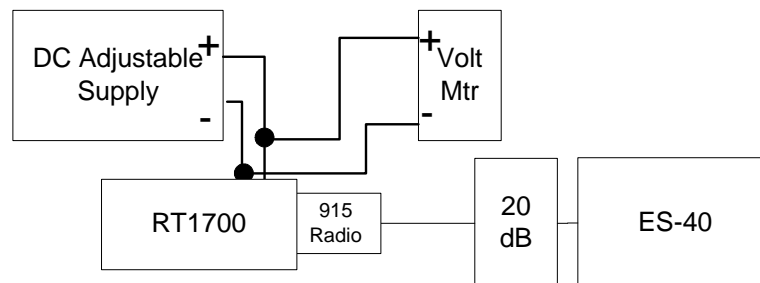 DC Adjustable
Supply
+
-
+
Volt
Mtr
-
RT1700
915
Radio
20
dB
ES-40